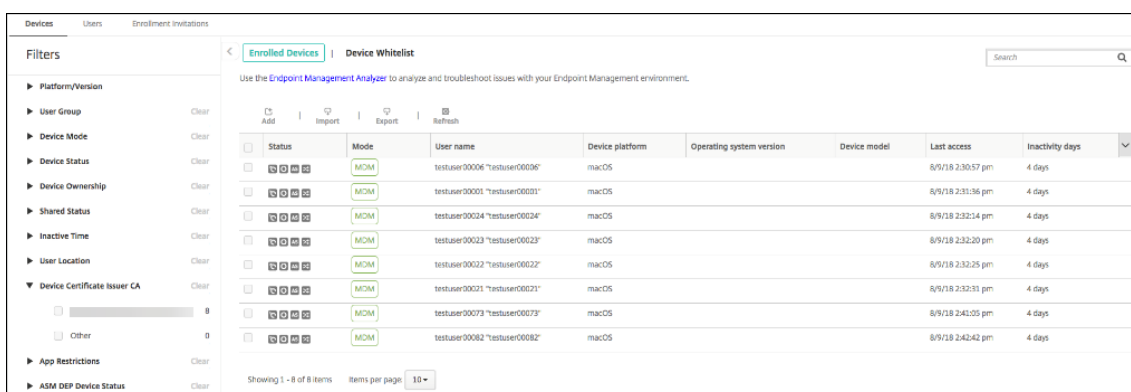 Devices Users Enrollment Invitations
Filters
Platform/Version
User Group Clear
Device Mode Clear
Device Status Clear
Device Ownership Clear
Shared Status Clear
Inactive Time Clear
User Location Clear
Device Certificate Issuer CA Clear
8
Other 0
App Restrictions Clear
ASM DEP Device Status Clear
Enrolled Devices | Device Whitelist
Search
Use the Endpoint Management Analyzer to analyze and troubleshoot issues with your Endpoint Management environment.
Add | Import | Export | Refresh
Status Mode User name Device platform Operating system version Device model Last access Inactivity days
MDM testuser00006 "testuser00006" macOS 8/9/18 2:30:57 pm 4 days
MDM testuser00001 "testuser00001" macOS 8/9/18 2:31:36 pm 4 days
MDM testuser00024 "testuser00024" macOS 8/9/18 2:32:14 pm 4 days
MDM testuser00023 "testuser00023" macOS 8/9/18 2:32:20 pm 4 days
MDM testuser00022 "testuser00022" macOS 8/9/18 2:32:25 pm 4 days
MDM testuser00021 "testuser00021" macOS 8/9/18 2:32:31 pm 4 days
MDM testuser00073 "testuser00073" macOS 8/9/18 2:41:05 pm 4 days
MDM testuser00082 "testuser00082" macOS 8/9/18 2:42:42 pm 4 days
Showing 1 - 8 of 8 items Items per page: 10